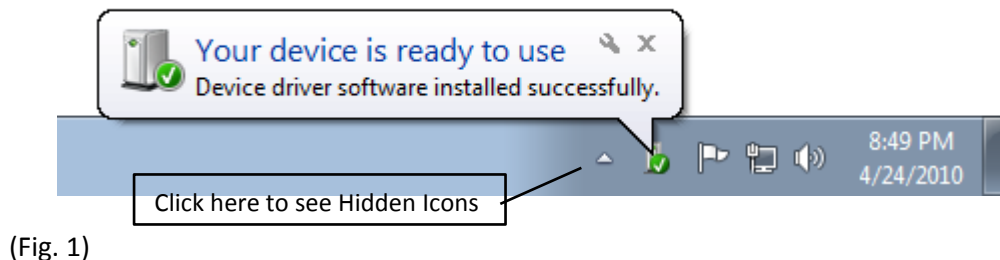 Your device is ready to use
Device driver software installed successfully.
8:49 PM
4/24/2010
Click here to see Hidden Icons
(Fig. 1)